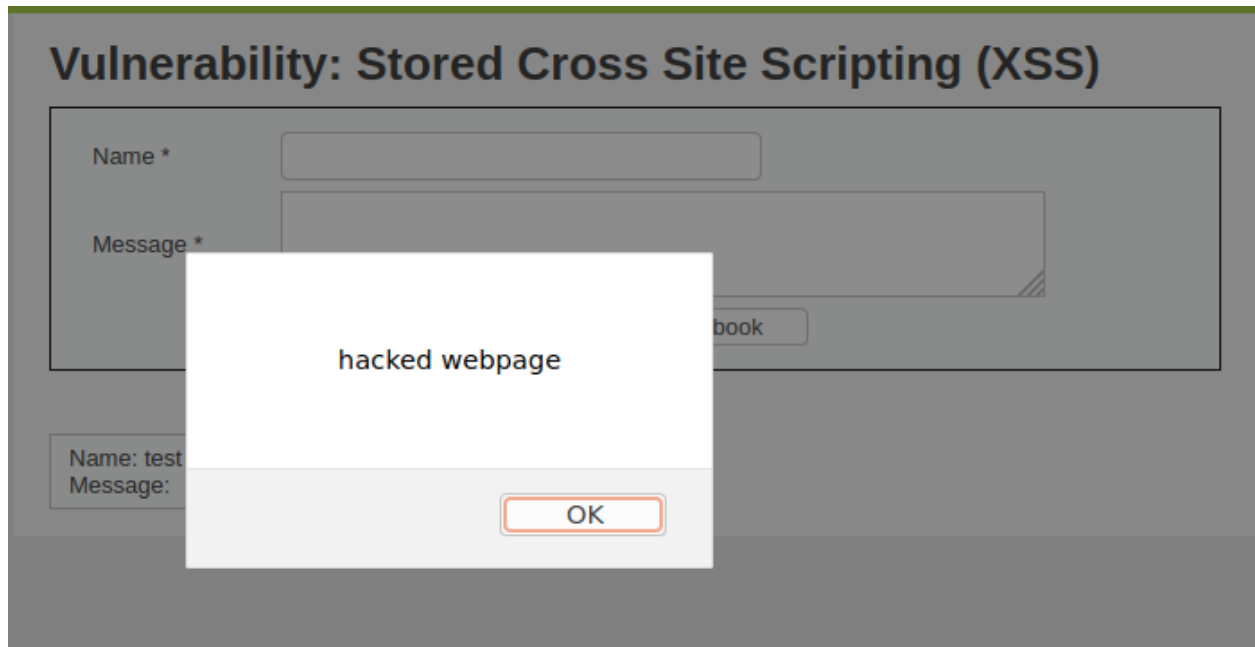 Vulnerability: Stored Cross Site Scripting (XSS)
Name *
Message *
book
hacked webpage
Name: test
Message:
OK